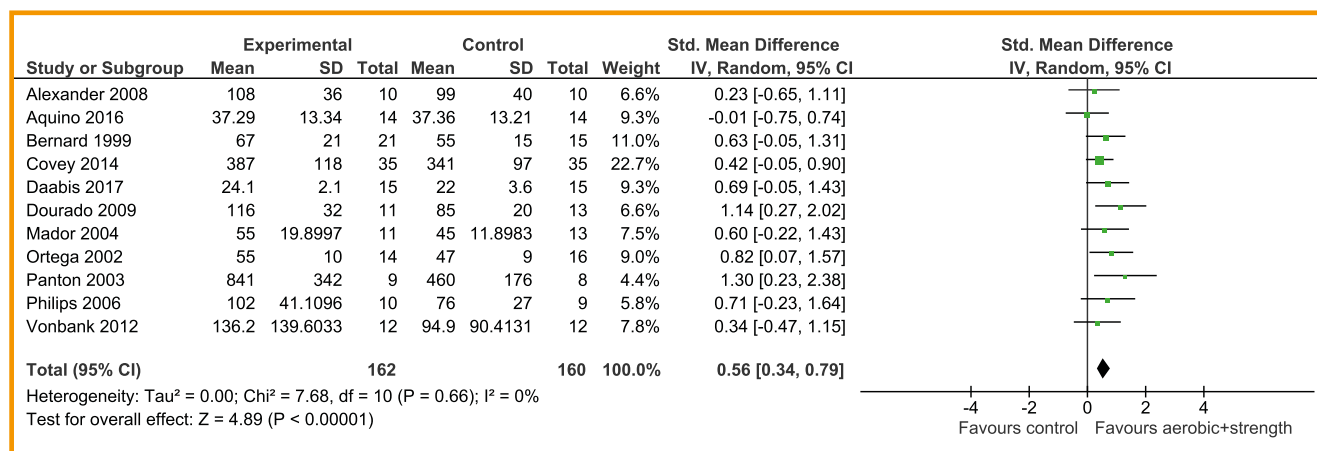 Experimental Control Std. Mean Difference Std. Mean Difference
Study or Subgroup Mean SD Total Mean SD Total Weight IV, Random, 95% CI IV, Random, 95% CI
Alexander 2008 108 36 10 99 40 10 6.6% 0.23 [-0.65, 1.11]
Aquino 2016 37.29 13.34 14 37.36 13.21 14 9.3% -0.01 [-0.75, 0.74]
Bernard 1999 67 21 21 55 15 15 11.0% 0.63 [-0.05, 1.31]
Covey 2014 387 118 35 341 97 35 22.7% 0.42 [-0.05, 0.90]
Daabis 2017 24.1 2.1 15 22 3.6 15 9.3% 0.69 [-0.05, 1.43]
Dourado 2009 116 32 11 85 20 13 6.6% 1.14 [0.27, 2.02]
Mador 2004 55 19.8997 11 45 11.8983 13 7.5% 0.60 [-0.22, 1.43]
Ortega 2002 55 10 14 47 9 16 9.0% 0.82 [0.07, 1.57]
Panton 2003 841 342 9 460 176 8 4.4% 1.30 [0.23, 2.38]
Philips 2006 102 41.1096 10 76 27 9 5.8% 0.71 [-0.23, 1.64]
Vonbank 2012 136.2 139.6033 12 94.9 90.4131 12 7.8% 0.34 [-0.47, 1.15]
Total (95% CI) 162 160 100.0% 0.56 [0.34, 0.79]
Heterogeneity: Tau² = 0.00; Chi² = 7.68, df = 10 (P = 0.66); I² = 0%
Test for overall effect: Z = 4.89 (P < 0.00001)
-4 -2 0 2 4
Favours control Favours aerobic+strength